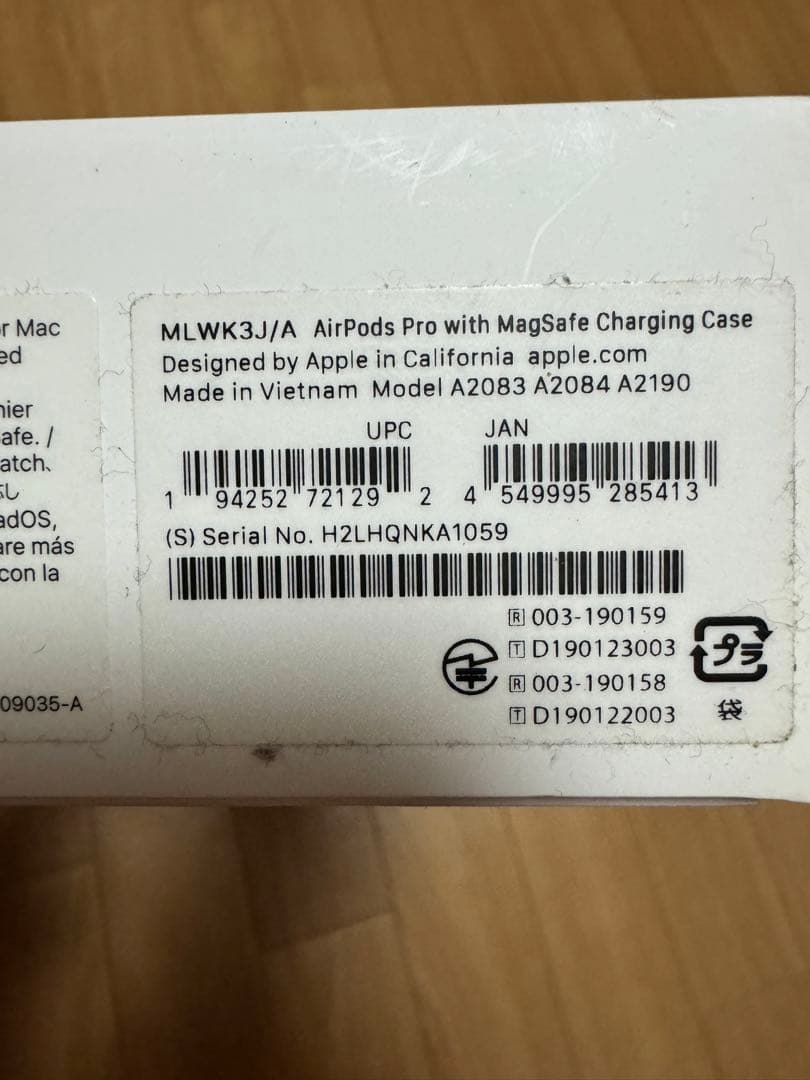 r Mac
ed
nier
afe. /
atch、
adOS,
are más
con la
09035-A
MLWK3J/A AirPods Pro with MagSafe Charging Case
Designed by Apple in California apple.com
Made in Vietnam Model A2083 A2084 A2190
UPC JAN
1 94252 72129 2 4 549995 285413
(S) Serial No. H2LHQNKA1059
R 003-190159
T D190123003
R 003-190158
T D190122003
プラ
袋